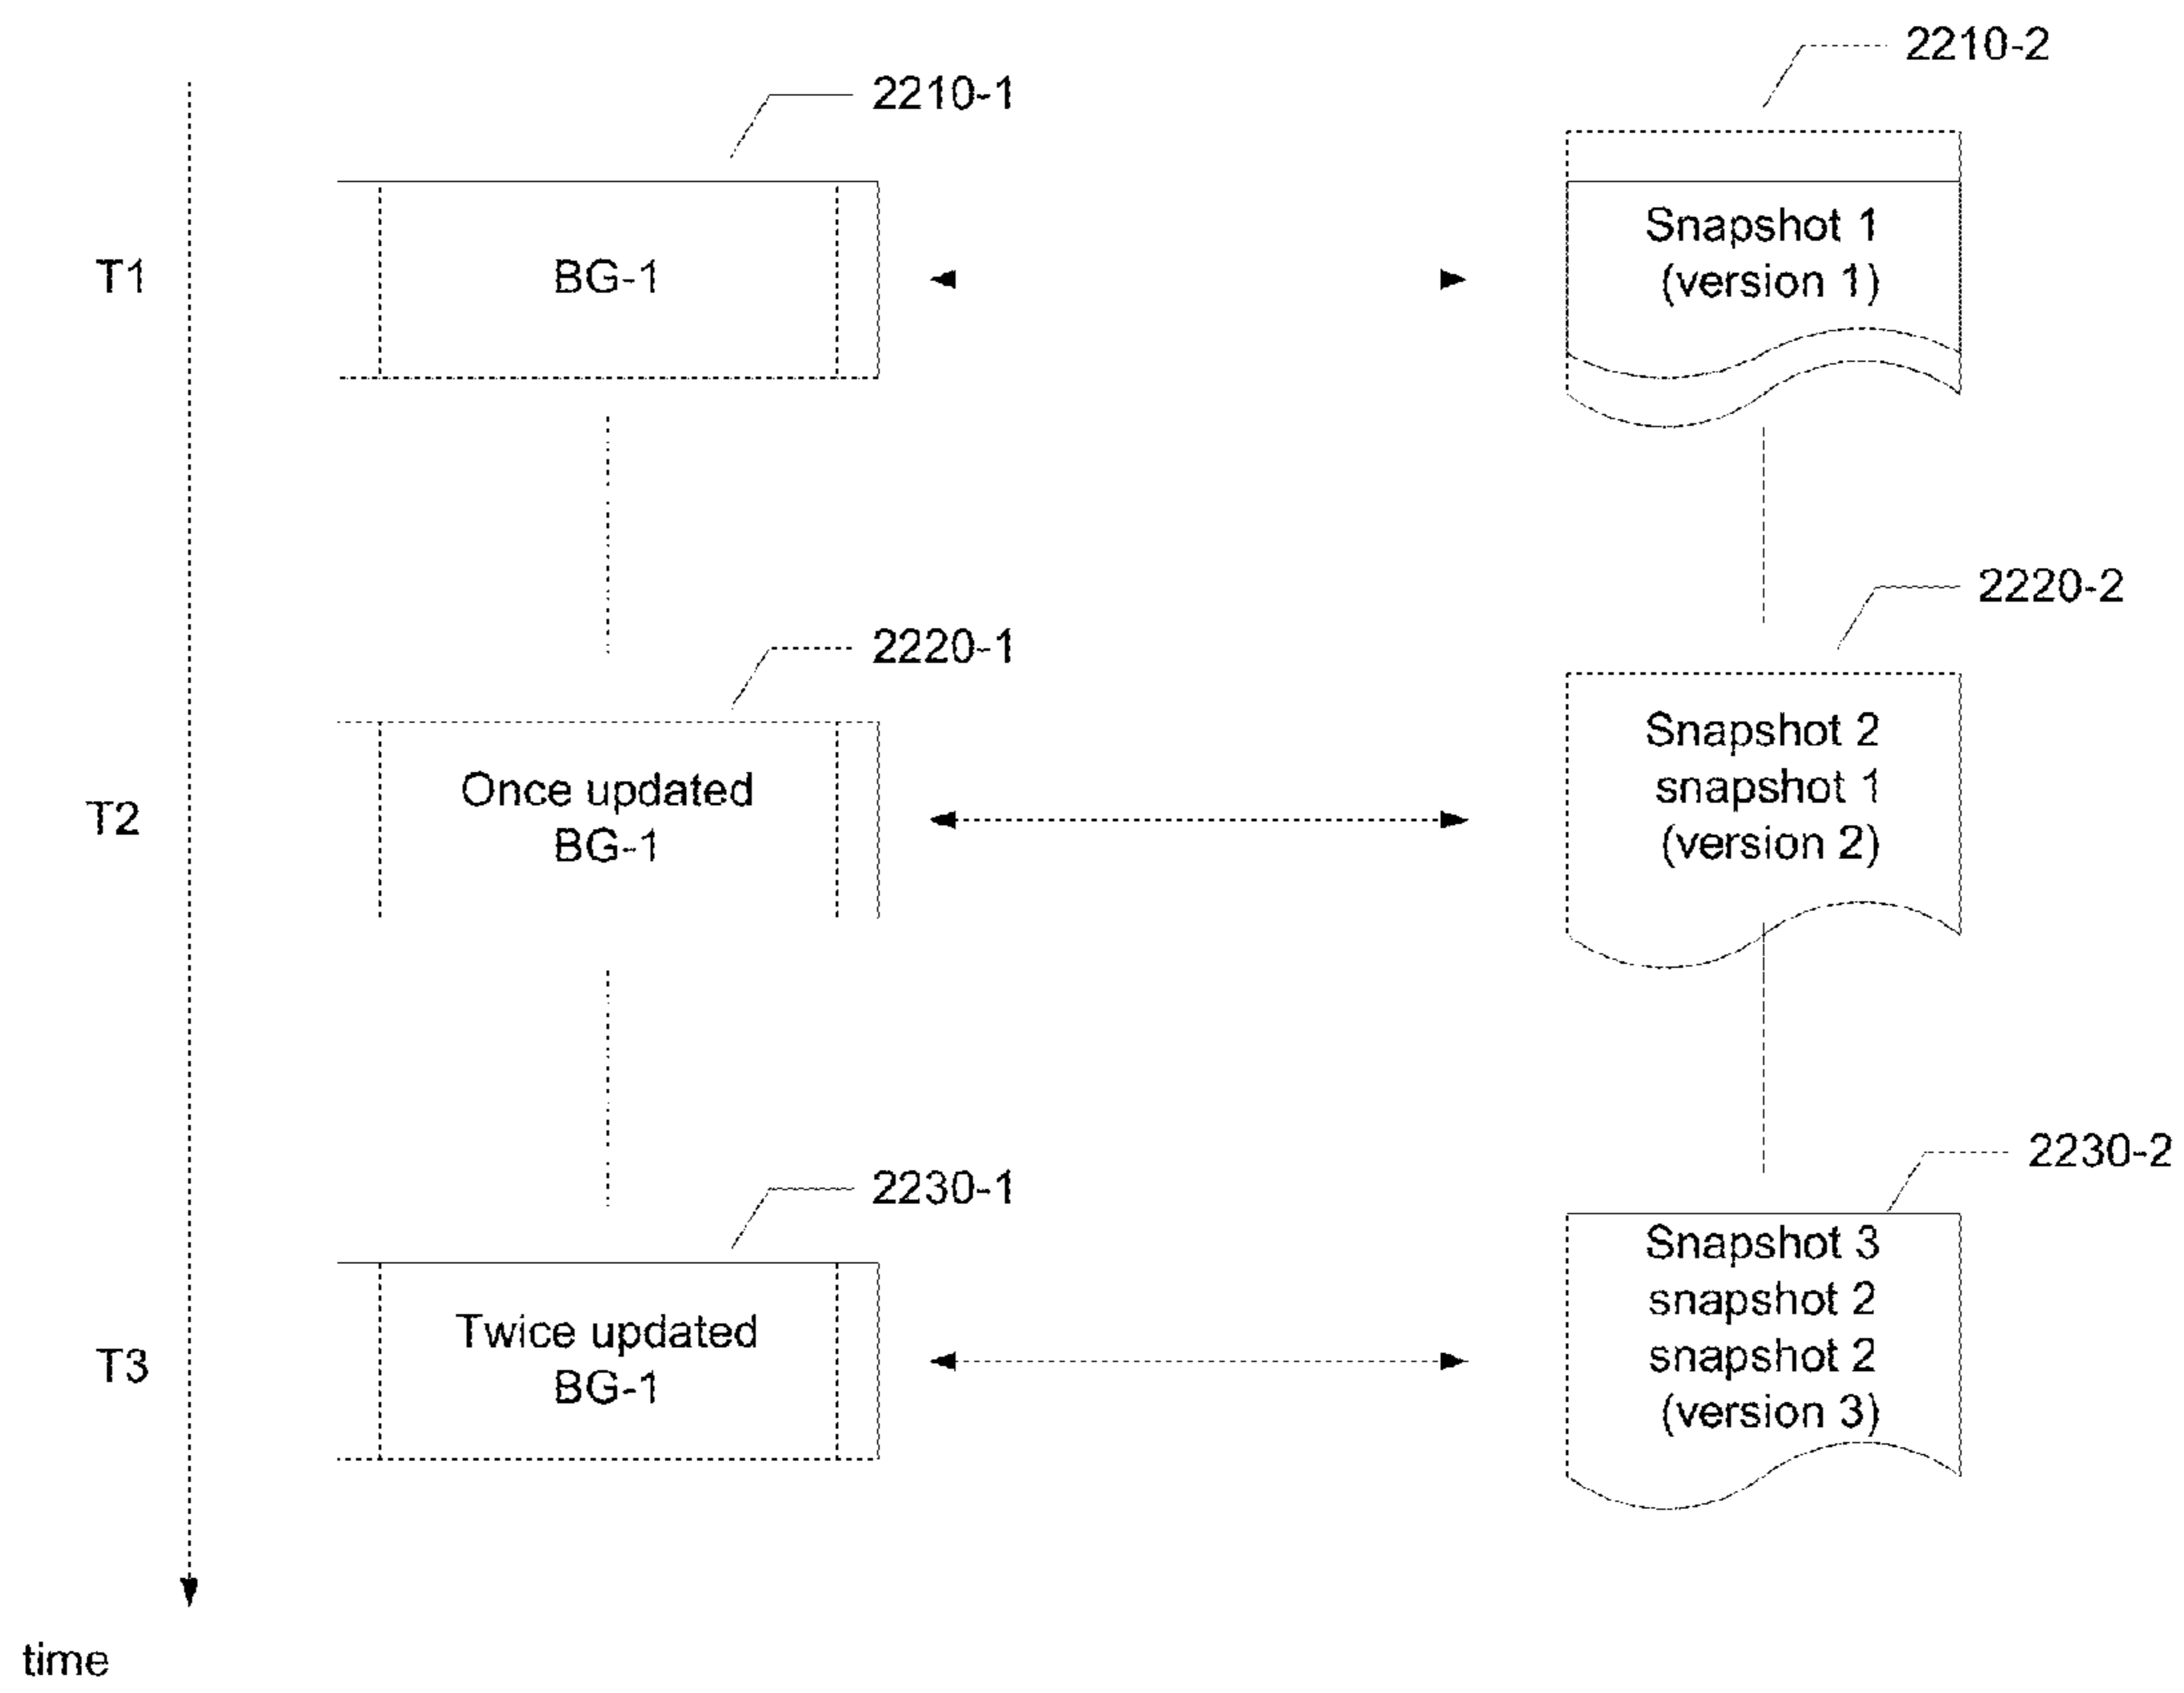 2210-2
2210-1
T1
BG-1
Snapshot 1
(version 1)
2220-2
2220-1
T2
Once updated
BG-1
Snapshot 2
snapshot 1
(version 2)
2230-2
2230-1
T3
Twice updated
BG-1
Snapshot 3
snapshot 2
snapshot 2
(version 3)
time